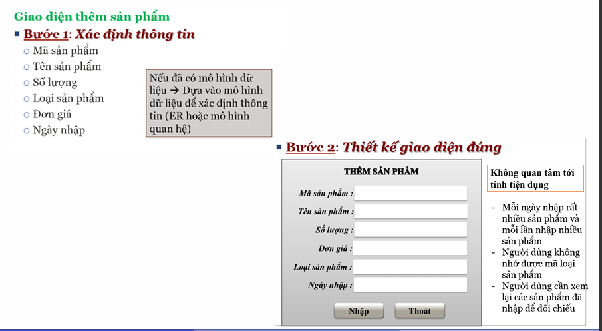 Giao diện thêm sản phẩm
Bước 1: Xác định thông tin
Mã sản phẩm
Tên sản phẩm
Số lượng
Loại sản phẩm
Đơn giá
Ngày nhập
Nếu đã có mô hình dữ
liệu → Dựa vào mô hình
dữ liệu để xác định thông
tin (ER hoặc mô hình
quan hệ)
Bước 2: Thiết kế giao diện đúng
THÊM SẢN PHẨM
Mã sản phẩm :
Tên sản phẩm :
Số lượng :
Đơn giá :
Loại sản phẩm :
Ngày nhập :
Nhập
Thoát
Không quan tâm tới
tính tiện dụng
- Mỗi ngày nhập rất
nhiều sản phẩm và
mỗi lần nhập nhiều
sản phẩm
- Người dùng không
nhớ được mã loại
sản phẩm
- Người dùng cần xem
lại các sản phẩm đã
nhập để đối chiếu